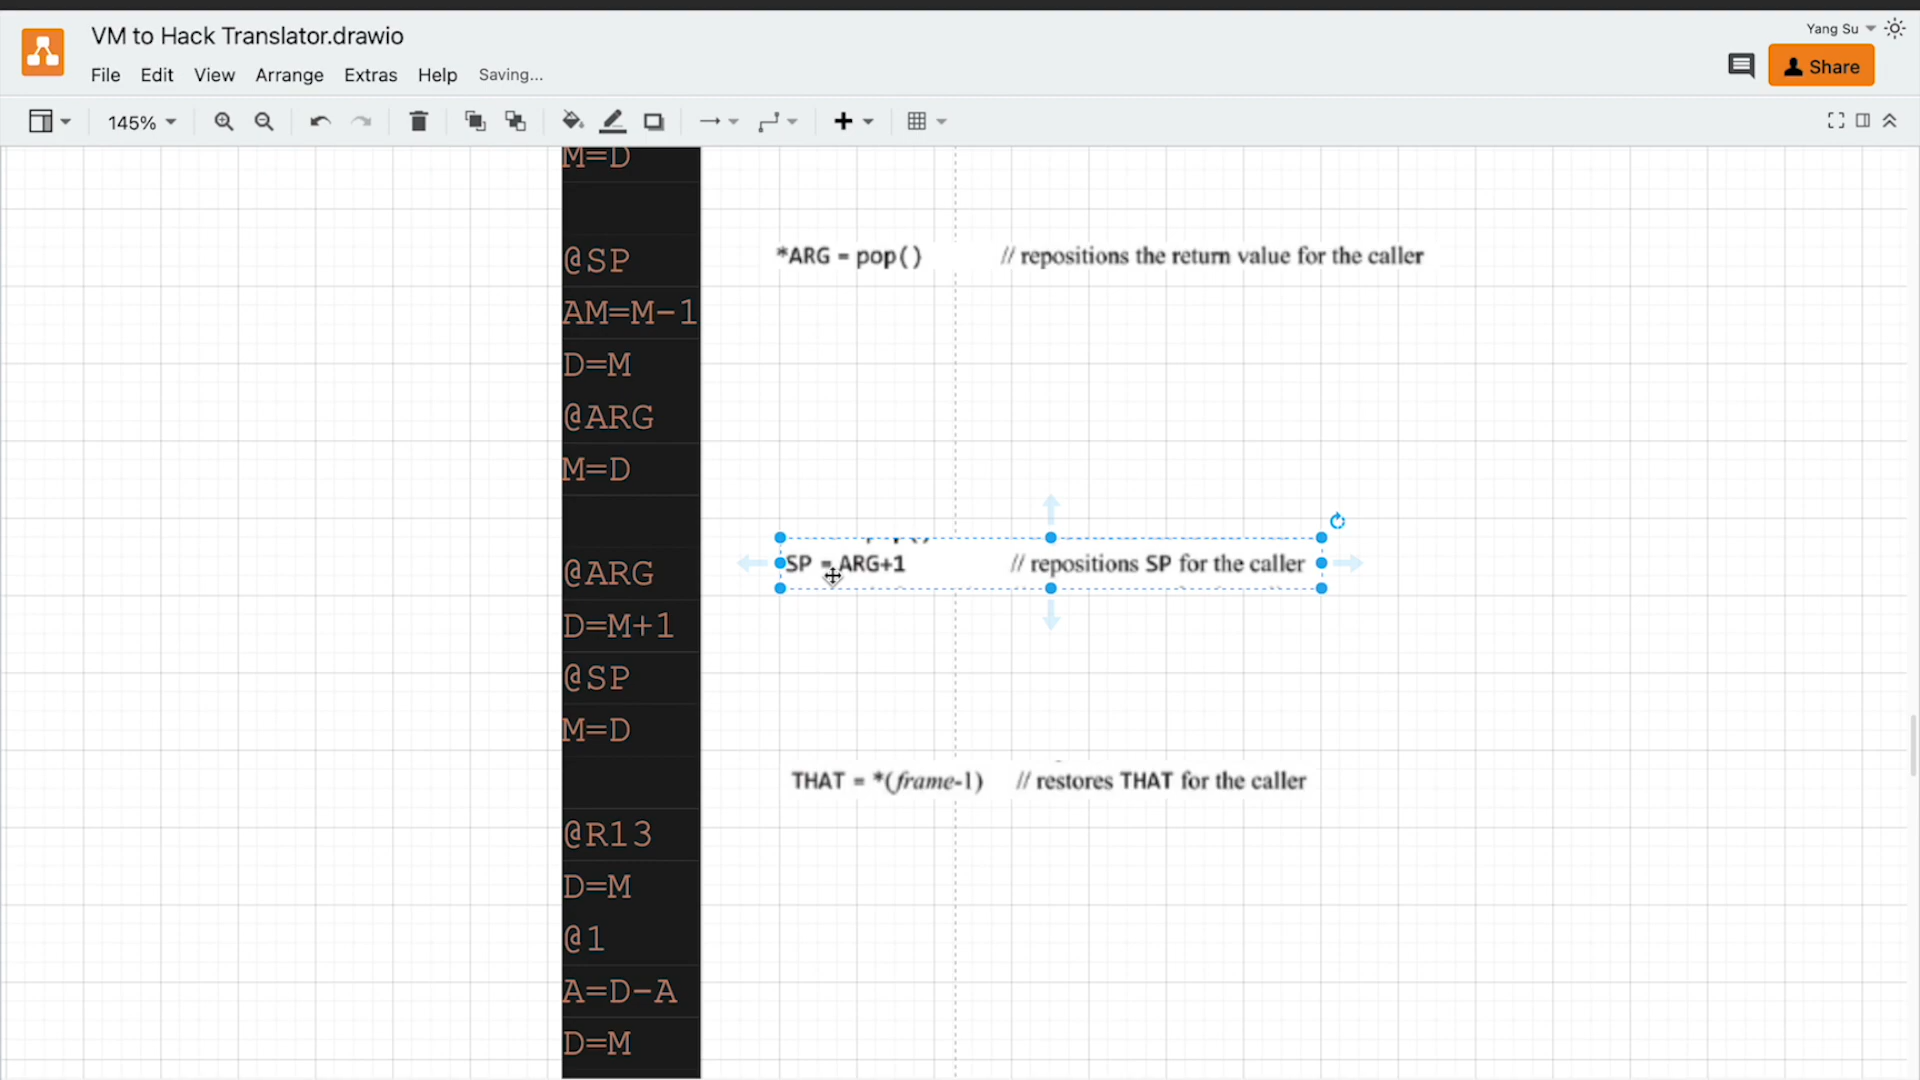 VM to Hack Translator.drawio
Yang Su
File Edit View Arrange Extras Help Saving...
Share
145%
M=D
@SP
*ARG = pop() // repositions the return value for the caller
AM=M-1
D=M
@ARG
M=D
@ARG
SP = ARG+1 // repositions SP for the caller
D=M+1
@SP
M=D
THAT = *(frame-1) // restores THAT for the caller
@R13
D=M
@1
A=D-A
D=M